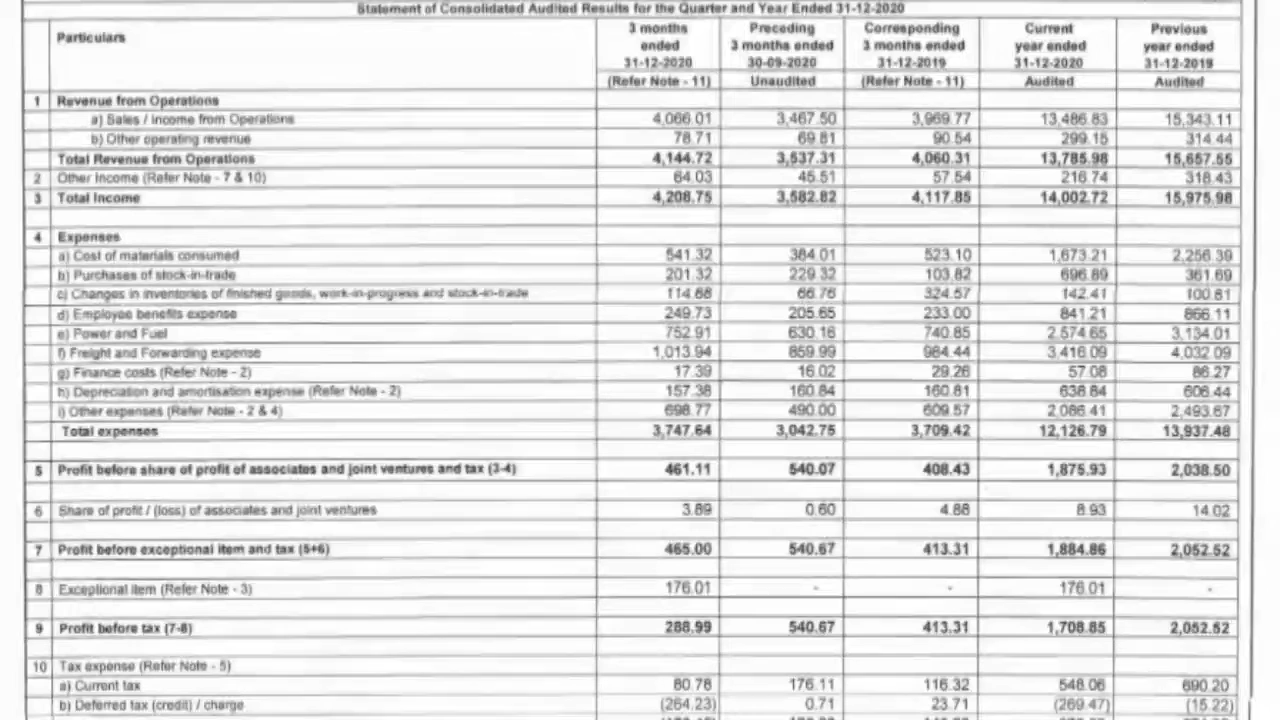 Statement of Consolidated Audited Results for the Quarter and Year Ended 31-12-2020
Particulars 3 months ended 31-12-2020 Preceding 3 months ended 30-09-2020 Corresponding 3 months ended 31-12-2019 Current year ended 31-12-2020 Previous year ended 31-12-2019
(Refer Note - 11) Unaudited (Refer Note - 11) Audited Audited
1 Revenue from Operations
a) Sales / Income from Operations 4,066.01 3,467.50 3,969.77 13,486.83 15,343.11
b) Other operating revenue 78.71 69.81 90.54 299.15 314.44
Total Revenue from Operations 4,144.72 3,537.31 4,060.31 13,785.98 15,657.55
2 Other Income (Refer Note - 7 & 10) 64.03 45.51 57.54 216.74 318.43
3 Total Income 4,208.75 3,582.82 4,117.85 14,002.72 15,975.98
4 Expenses
a) Cost of materials consumed 541.32 384.01 523.10 1,673.21 2,256.39
b) Purchases of stock-in-trade 201.32 229.32 103.82 696.89 361.69
c) Changes in inventories of finished goods, work-in-progress and stock-in-trade 114.88 66.76 324.57 142.41 100.81
d) Employee benefits expense 249.73 205.65 233.00 841.21 866.11
e) Power and Fuel 752.91 630.16 740.85 2,574.65 3,134.01
f) Freight and Forwarding expense 1,013.94 859.99 984.44 3,416.09 4,032.09
g) Finance costs (Refer Note - 2) 17.39 16.02 29.26 57.08 86.27
h) Depreciation and amortisation expense (Refer Note - 2) 157.38 160.84 160.81 638.84 606.44
i) Other expenses (Refer Note - 2 & 4) 698.77 490.00 609.57 2,086.41 2,493.67
Total expenses 3,747.64 3,042.75 3,709.42 12,126.79 13,937.48
5 Profit before share of profit of associates and joint ventures and tax (3-4) 461.11 540.07 408.43 1,875.93 2,038.50
6 Share of profit / (loss) of associates and joint ventures 3.89 0.60 4.88 8.93 14.02
7 Profit before exceptional item and tax (5+6) 465.00 540.67 413.31 1,884.86 2,052.52
8 Exceptional item (Refer Note - 3) 176.01 - - 176.01 -
9 Profit before tax (7-8) 288.99 540.67 413.31 1,708.85 2,052.52
10 Tax expense (Refer Note - 5)
a) Current tax 80.78 176.11 116.32 548.06 690.20
b) Deferred tax (credit) / charge (264.23) 0.71 23.71 (269.47) (15.22)